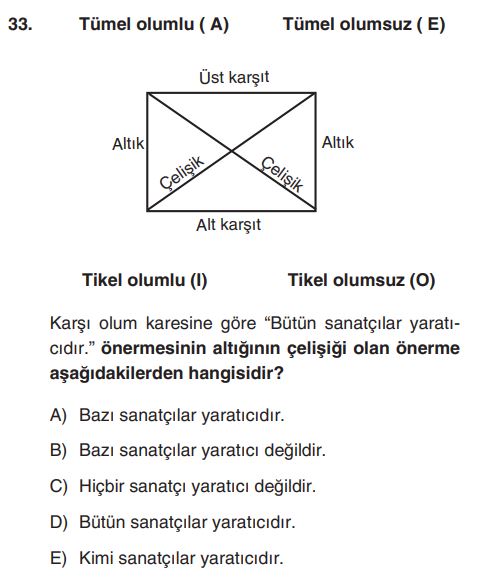 33. Tümel olumlu ( A) Tümel olumsuz ( E)
Üst karşıt
Altık Altık
Çelişik Çelişik
Alt karşıt
Tikel olumlu (I) Tikel olumsuz (O)
Karşı olum karesine göre “Bütün sanatçılar yaratı-
cıdır.” önermesinin altığının çelişiği olan önerme
aşağıdakilerden hangisidir?
A) Bazı sanatçılar yaratıcıdır.
B) Bazı sanatçılar yaratıcı değildir.
C) Hiçbir sanatçı yaratıcı değildir.
D) Bütün sanatçılar yaratıcıdır.
E) Kimi sanatçılar yaratıcıdır.